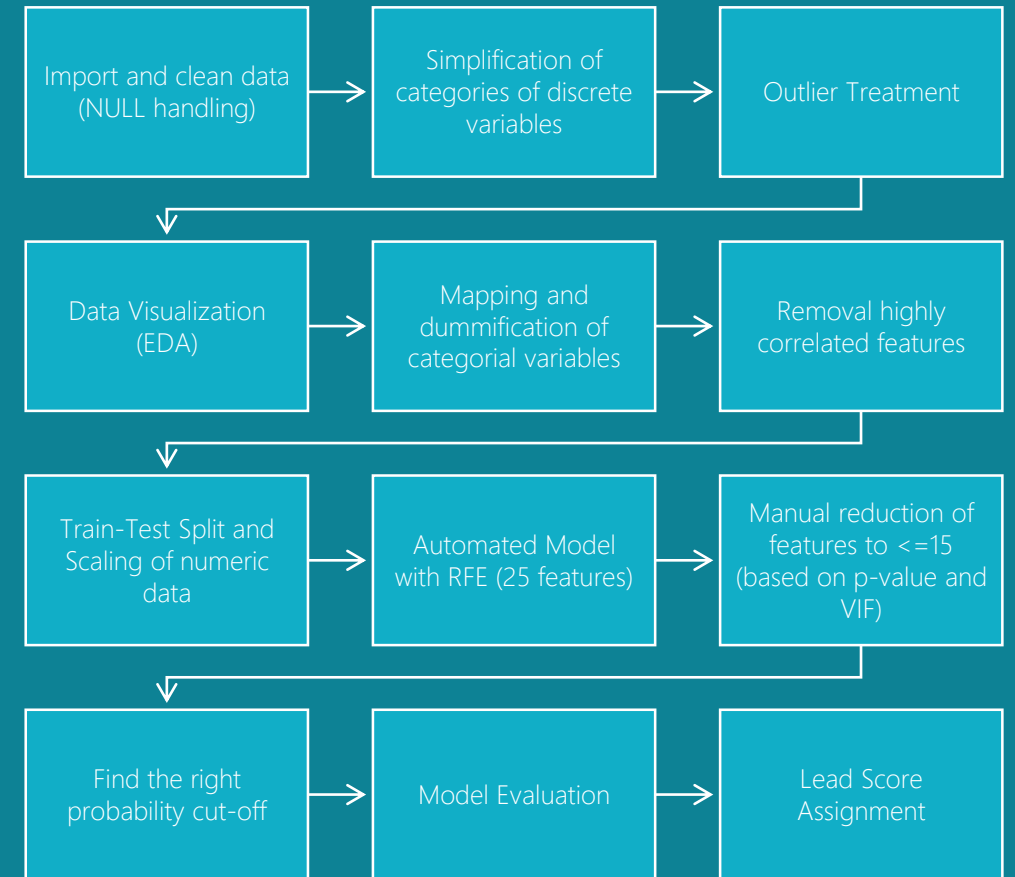 Import and clean data
(NULL handling)
Simplification of
categories of discrete
variables
Outlier Treatment
Data Visualization
(EDA)
Mapping and
dummification of
categorial variables
Removal highly
correlated features
Train-Test Split and
Scaling of numeric
data
Automated Model
with RFE (25 features)
Manual reduction of
features to <=15
(based on p-value and
VIF)
Find the right
probability cut-off
Model Evaluation
Lead Score
Assignment